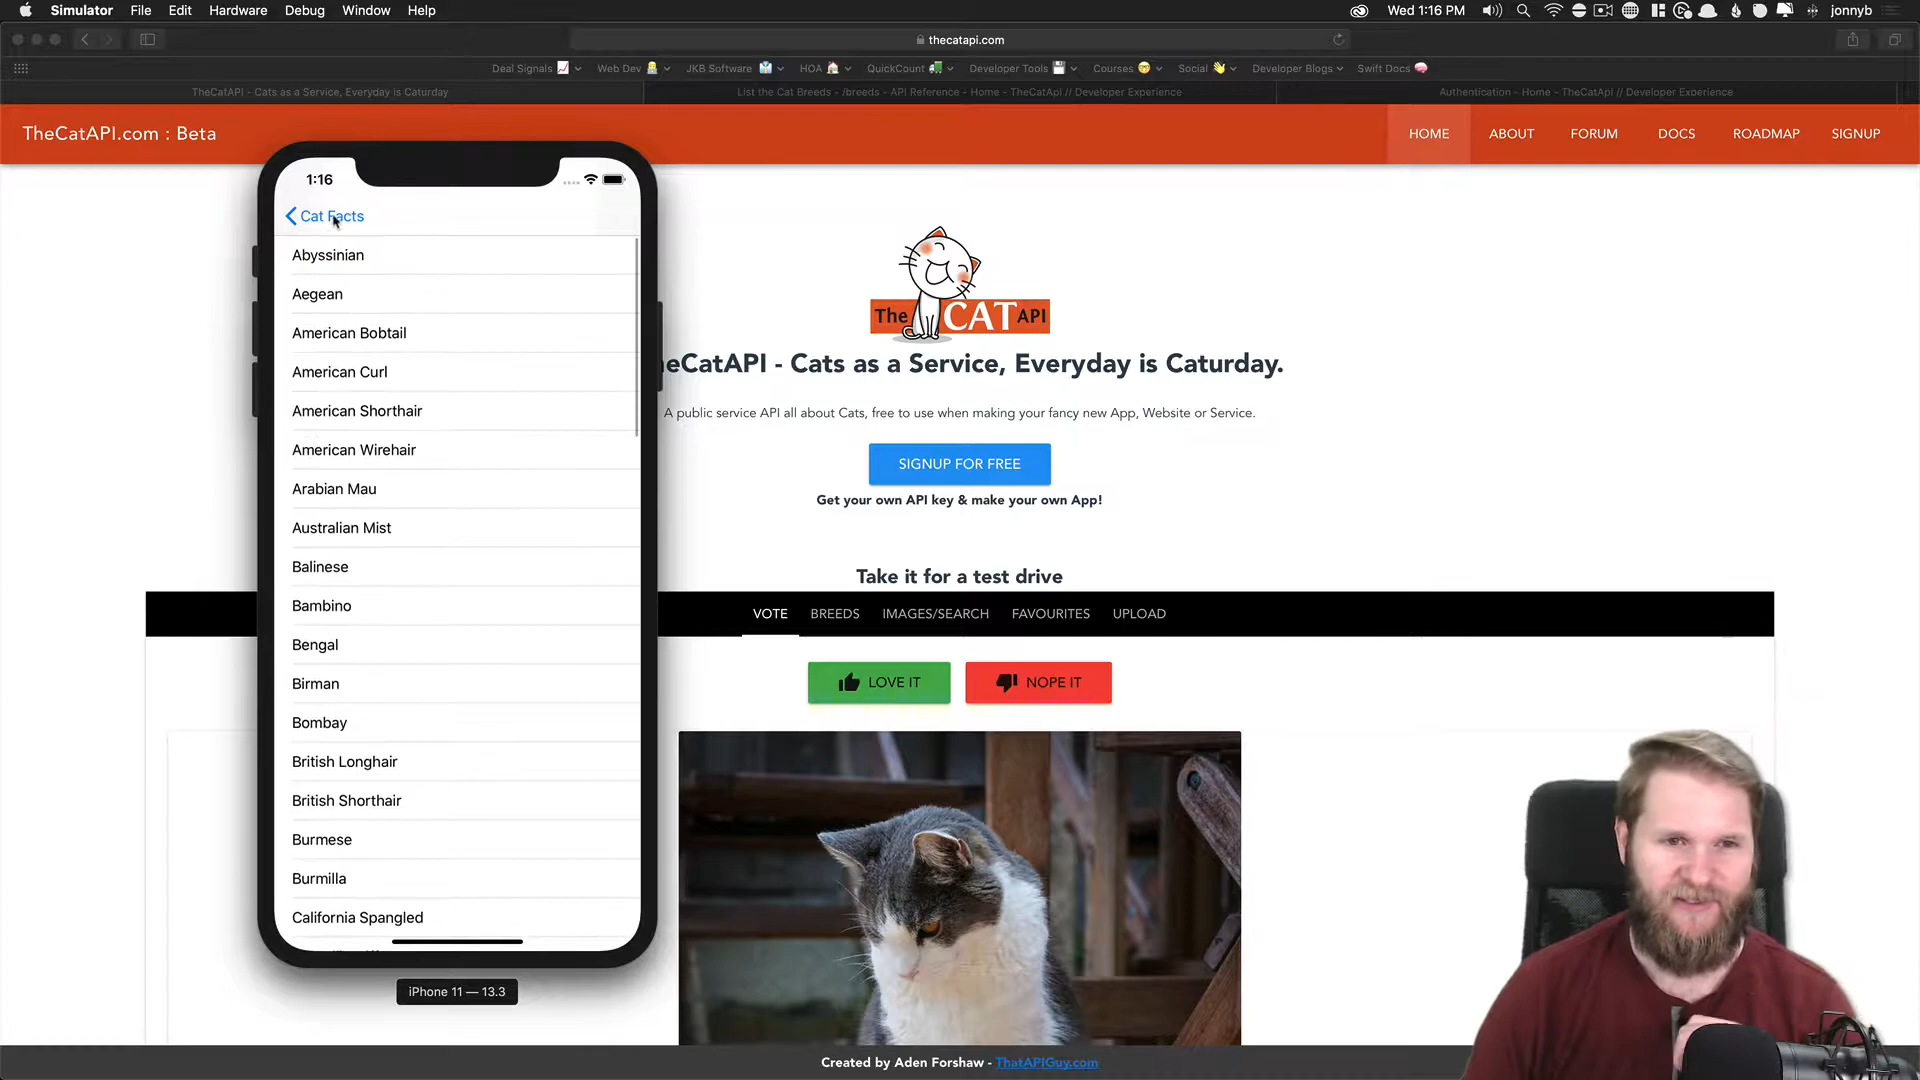 Simulator File Edit Hardware Debug Window Help
Wed 1:16 PM jonnyb
thecatapi.com
Deal Signals Web Dev JKB Software HOA QuickCount Developer Tools Courses Social Developer Blogs Swift Docs
TheCatAPI - Cats as a Service, Everyday is Caturday
List the Cat Breeds - /breeds - API Reference - Home - TheCatApi // Developer Experience
Authentication - Home - TheCatApi // Developer Experience
TheCatAPI.com : Beta
HOME ABOUT FORUM DOCS ROADMAP SIGNUP
1:16
Cat Facts
Abyssinian
Aegean
American Bobtail
American Curl
American Shorthair
American Wirehair
Arabian Mau
Australian Mist
Balinese
Bambino
Bengal
Birman
Bombay
British Longhair
British Shorthair
Burmese
Burmilla
California Spangled
iPhone 11 — 13.3
The CAT API
eCatAPI - Cats as a Service, Everyday is Caturday.
A public service API all about Cats, free to use when making your fancy new App, Website or Service.
SIGNUP FOR FREE
Get your own API key & make your own App!
Take it for a test drive
VOTE BREEDS IMAGES/SEARCH FAVOURITES UPLOAD
LOVE IT NOPE IT
Created by Aden Forshaw - ThatAPIGuy.com